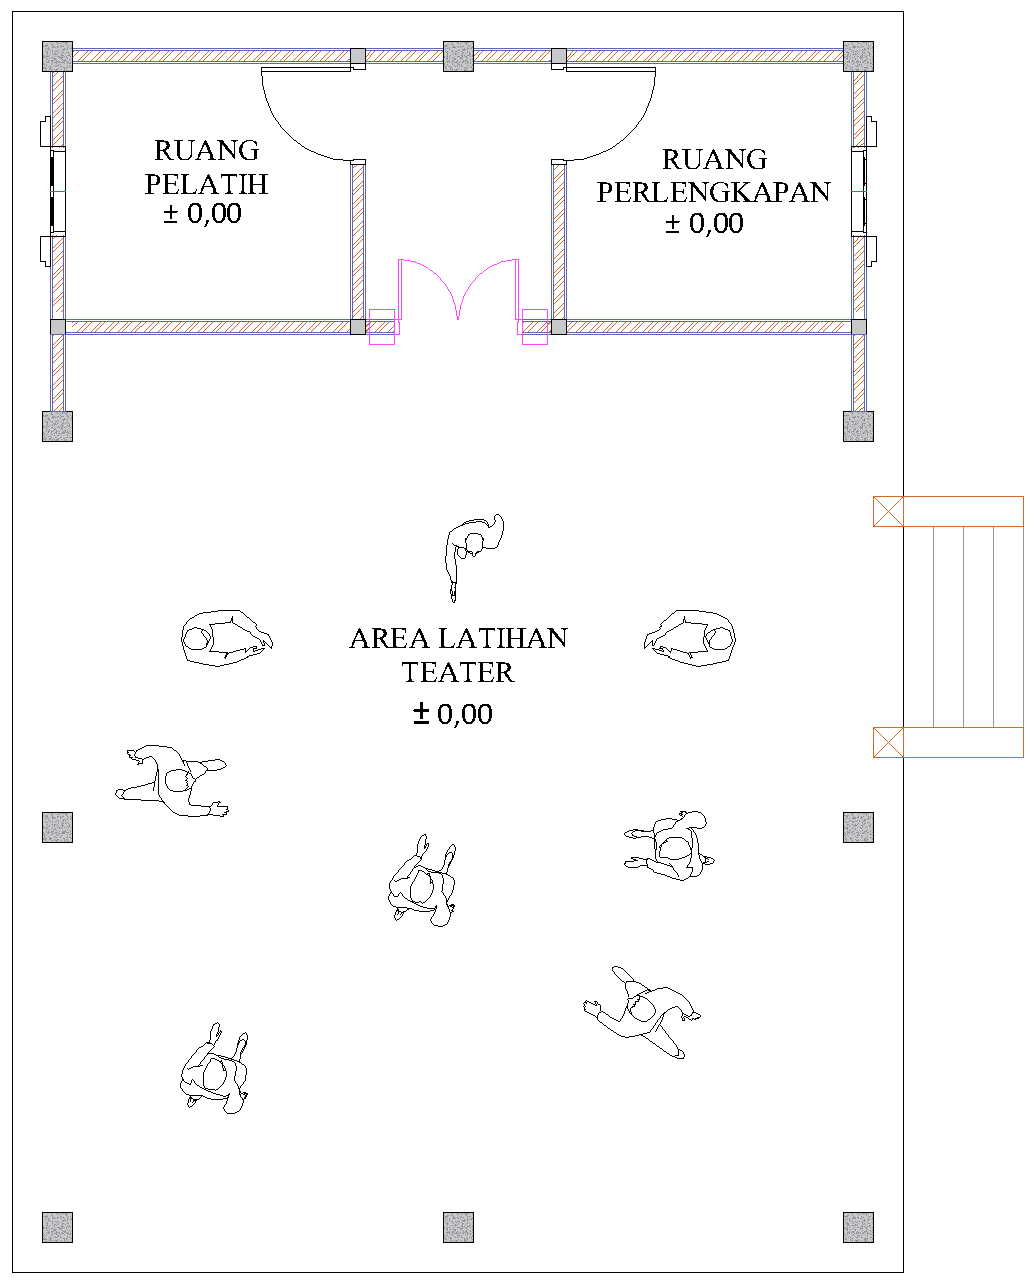 RUANG
PELATIH
± 0,00
RUANG
PERLENGKAPAN
± 0,00
AREA LATIHAN
TEATER
± 0,00